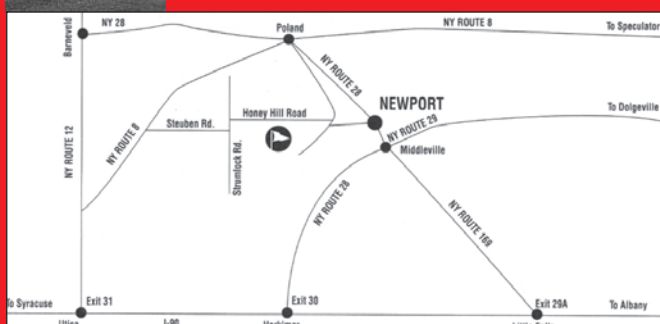 NY 28
Poland
NY ROUTE 8
To Speculator
Barneveld
NY ROUTE 28
NEWPORT
Honey Hill Road
To Dolgeville
Steuben Rd.
NY ROUTE 29
NY ROUTE 8
Middleville
NY ROUTE 12
Strumlock Rd.
NY ROUTE 28
NY ROUTE 169
To Syracuse
Exit 31
Exit 30
Exit 29A
To Albany
I-90